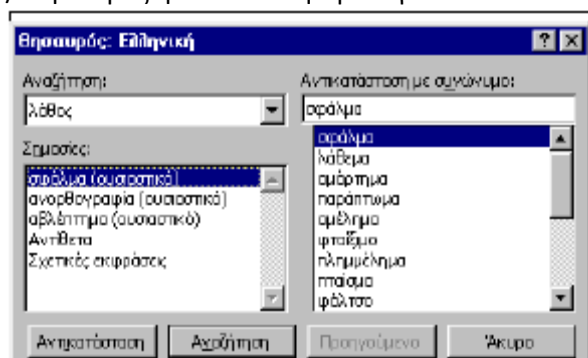 Θησαυρός: Ελληνική
Αναζήτηση:
λάθος
Σημασίες:
σφάλμα (ουσιαστικό)
ανορθογραφία (ουσιαστικό)
αβλέπτημα (ουσιαστικό)
Αντίθετα
Σχετικές εκφράσεις
Αντικατάσταση με συνώνυμο:
σφάλμα
σφάλμα
λάθεμα
αμάρτημα
παράπτωμα
αμέλημα
φταίξιμο
πλημμέλημα
πταίσμα
φάλτσο
Αντικατάσταση
Αναζήτηση
Προηγούμενο
Άκυρο